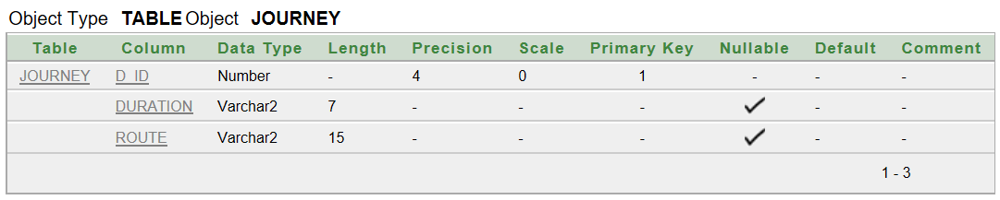 Object Type TABLE Object JOURNEY
Table Column Data Type Length Precision Scale Primary Key Nullable Default Comment
JOURNEY D_ID Number - 4 0 1 - - -
DURATION Varchar2 7 - - - ✓ - -
ROUTE Varchar2 15 - - - ✓ - -
1 - 3